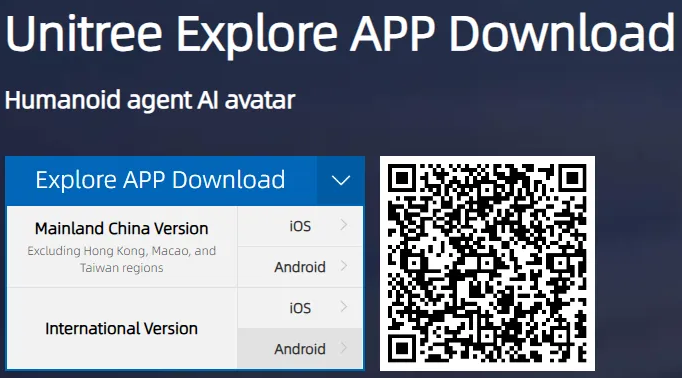 Unitree Explore APP Download
Humanoid agent AI avatar
Explore APP Download
Mainland China Version
Excluding Hong Kong, Macao, and
Taiwan regions
iOS
Android
International Version
iOS
Android